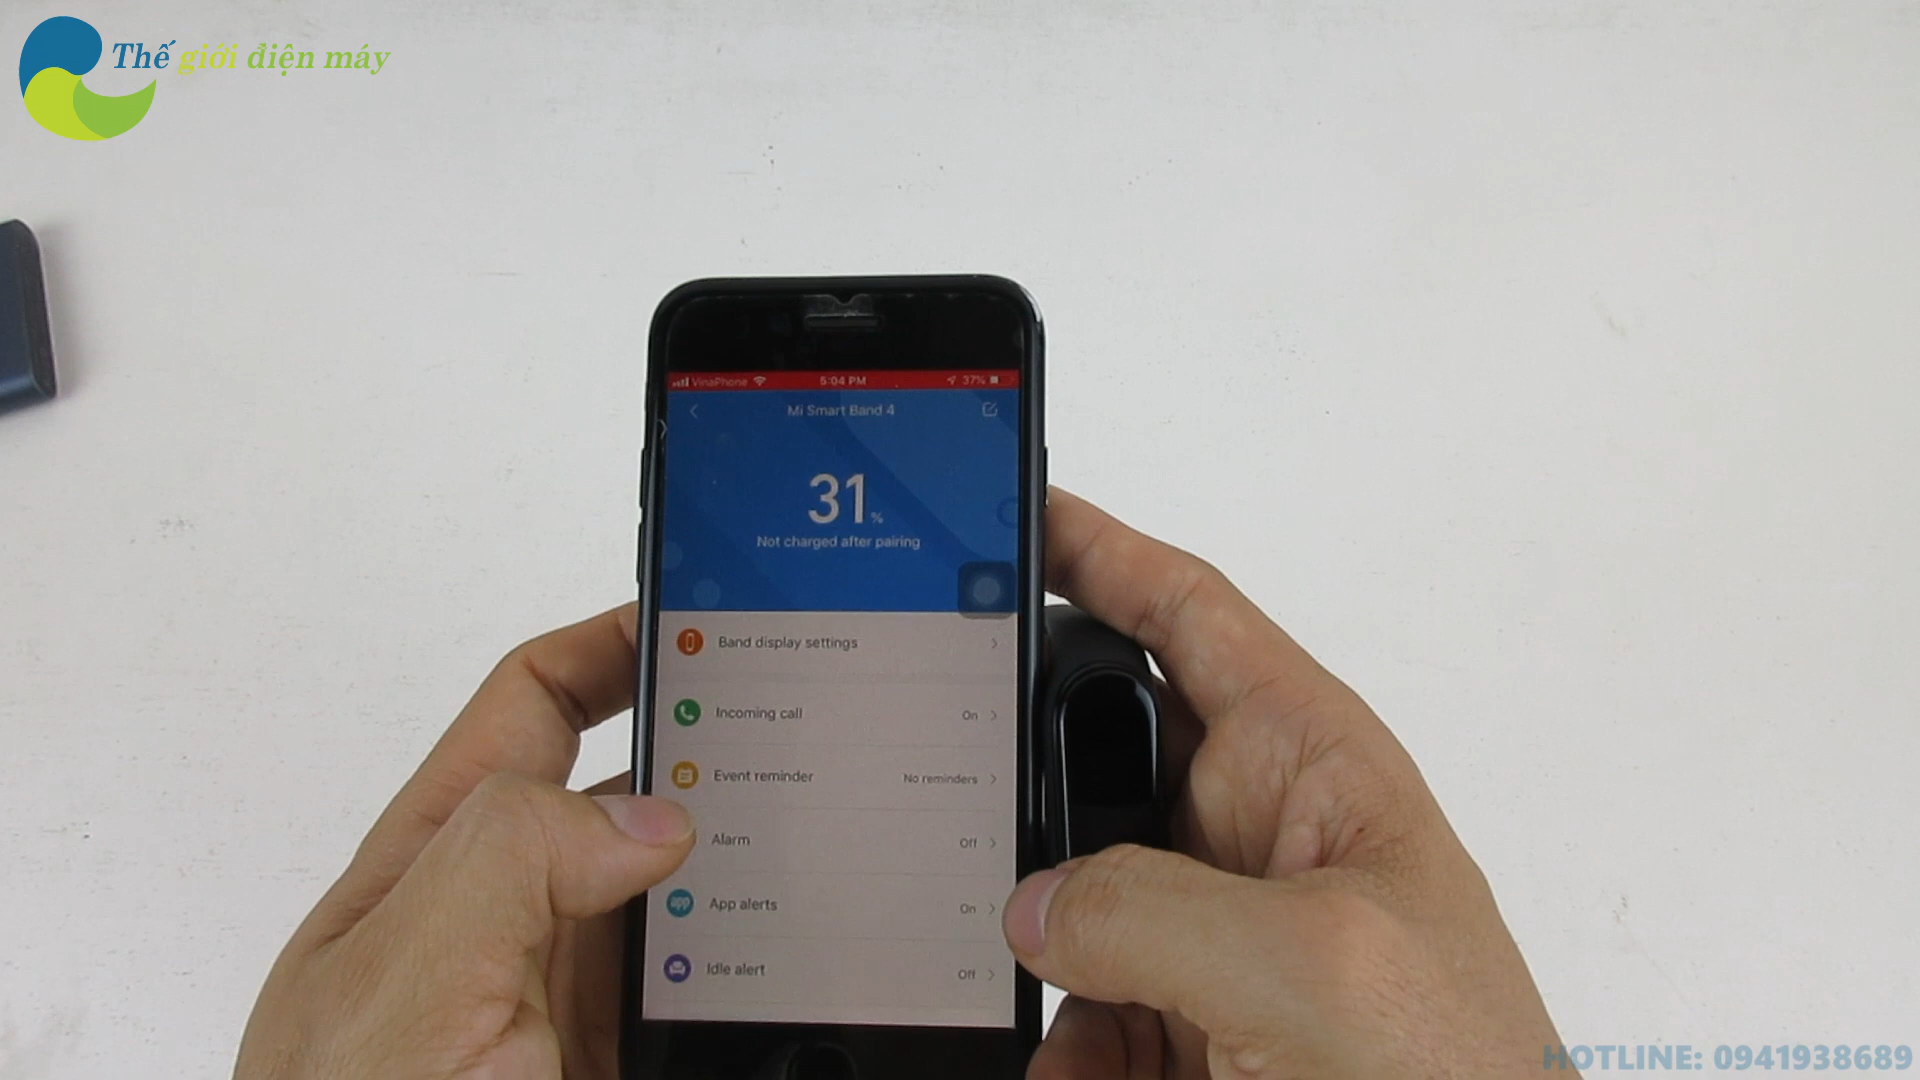 Thế giới điện máy
VinaPhone 5:04 PM 37%
Mi Smart Band 4
31%
Not charged after pairing
Band display settings
Incoming call On
Event reminder No reminders
Alarm Off
app App alerts On
Idle alert Off
HOTLINE: 0941938689